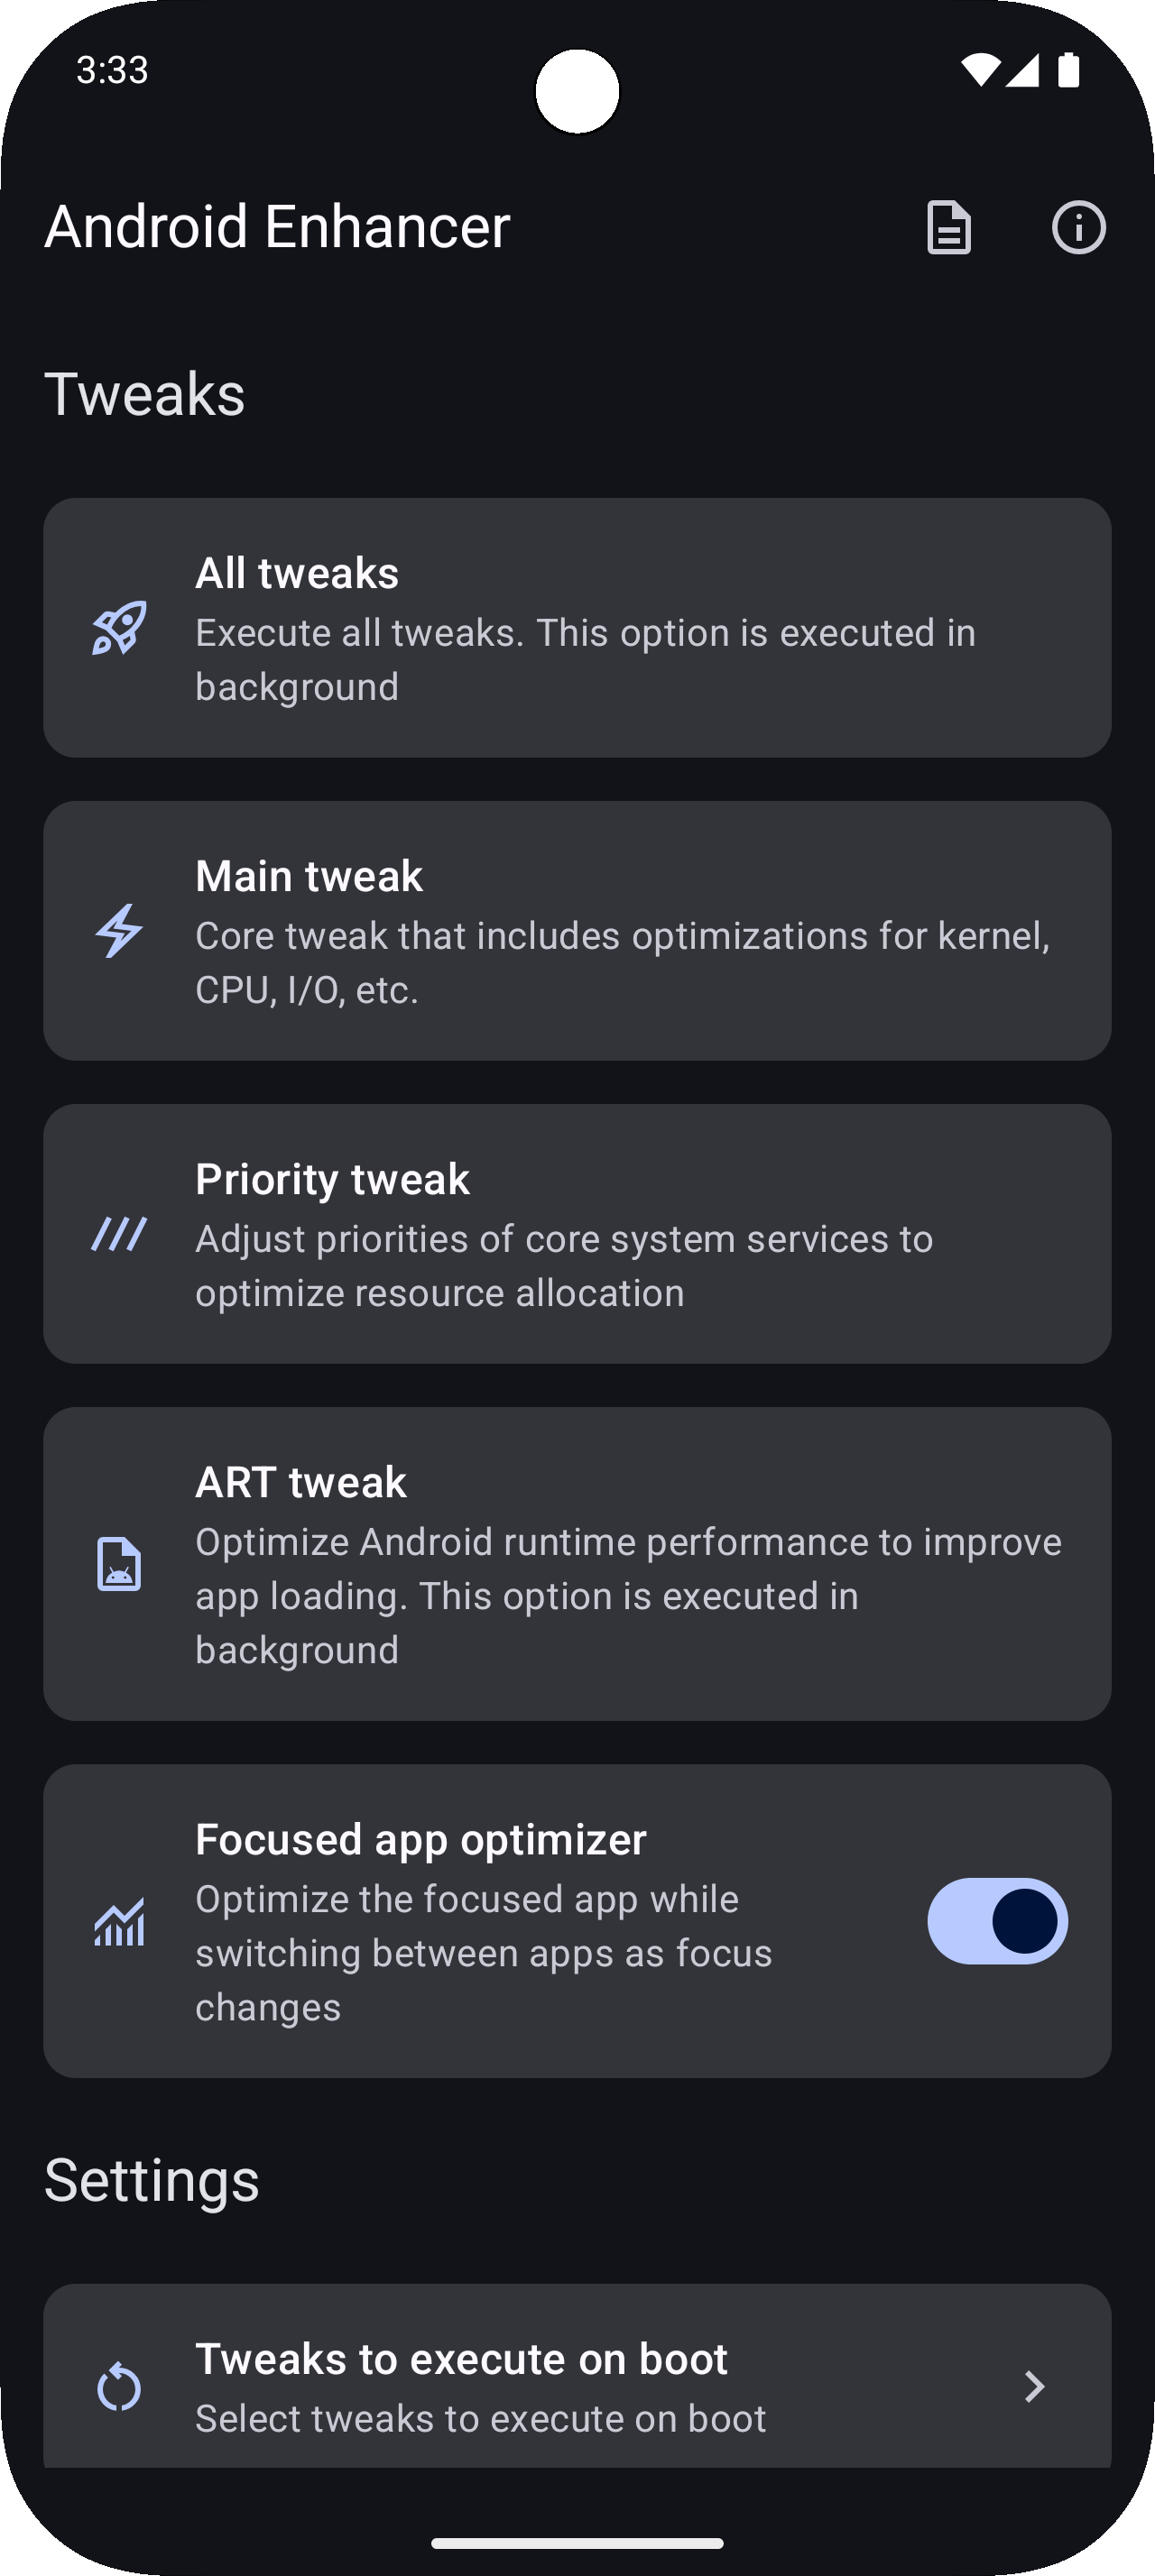 3:33
Android Enhancer
Tweaks
All tweaks
Execute all tweaks. This option is executed in
background
Main tweak
Core tweak that includes optimizations for kernel,
CPU, I/O, etc.
Priority tweak
Adjust priorities of core system services to
optimize resource allocation
ART tweak
Optimize Android runtime performance to improve
app loading. This option is executed in
background
Focused app optimizer
Optimize the focused app while
switching between apps as focus
changes
Settings
Tweaks to execute on boot
Select tweaks to execute on boot